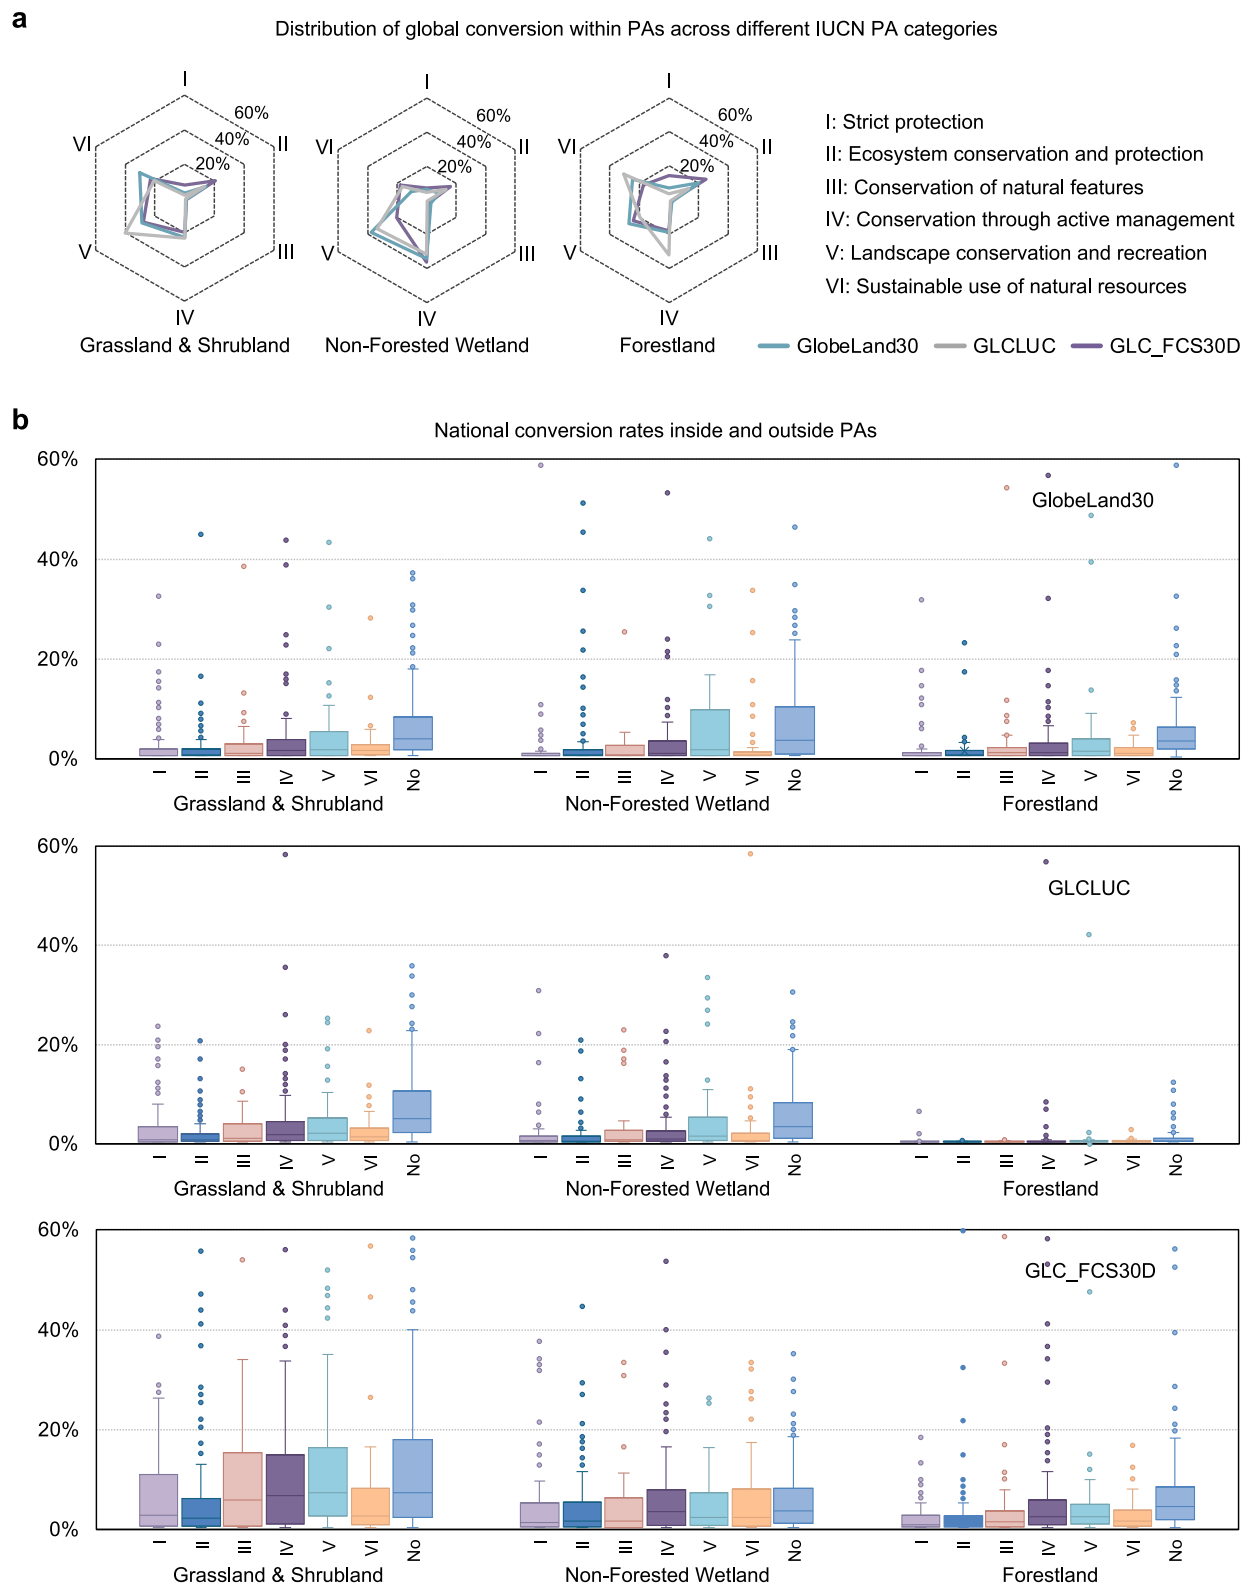 a
Distribution of global conversion within PAs across different IUCN PA categories
I
60%
40%
20%
II
III
IV
V
VI
Grassland & Shrubland
I
60%
40%
20%
II
III
IV
V
VI
Non-Forested Wetland
I
60%
40%
20%
II
III
IV
V
VI
Forestland
I: Strict protection
II: Ecosystem conservation and protection
III: Conservation of natural features
IV: Conservation through active management
V: Landscape conservation and recreation
VI: Sustainable use of natural resources
GlobeLand30 GLCLUC GLC_FCS30D
b
National conversion rates inside and outside PAs
60%
40%
20%
0%
GlobeLand30
I II III IV V VI No I II III IV V VI No I II III IV V VI No
Grassland & Shrubland Non-Forested Wetland Forestland
60%
40%
20%
0%
GLCLUC
I II III IV V VI No I II III IV V VI No I II III IV V VI No
Grassland & Shrubland Non-Forested Wetland Forestland
60%
40%
20%
0%
GLC_FCS30D
I II III IV V VI No I II III IV V VI No I II III IV V VI No
Grassland & Shrubland Non-Forested Wetland Forestland